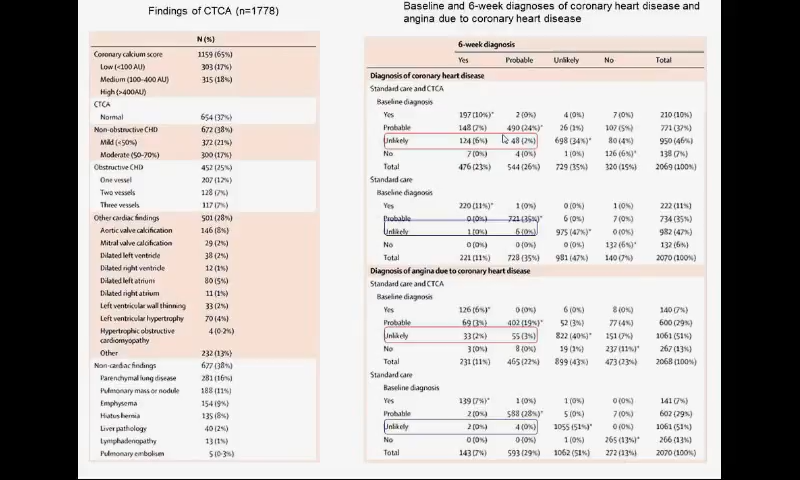 Findings of CTCA (n=1778)
N (%)
Coronary calcium score 1159 (65%)
Low (<100 AU) 303 (17%)
Medium (100–400 AU) 315 (18%)
High (>400AU)
CTCA
Normal 654 (37%)
Non-obstructive CHD 672 (38%)
Mild (<50%) 372 (21%)
Moderate (50-70%) 300 (17%)
Obstructive CHD 452 (25%)
One vessel 207 (12%)
Two vessels 128 (7%)
Three vessels 117 (7%)
Other cardiac findings 501 (28%)
Aortic valve calcification 146 (8%)
Mitral valve calcification 29 (2%)
Dilated left ventricle 38 (2%)
Dilated right ventricle 12 (1%)
Dilated left atrium 80 (5%)
Dilated right atrium 11 (1%)
Left ventricular wall thinning 33 (2%)
Left ventricular hypertrophy 70 (4%)
Hypertrophic obstructive 4 (0·2%)
cardiomyopathy
Other 232 (13%)
Non-cardiac findings 677 (38%)
Parenchymal lung disease 281 (16%)
Pulmonary mass or nodule 188 (11%)
Emphysema 154 (9%)
Hiatus hernia 135 (8%)
Liver pathology 40 (2%)
Lymphadenopathy 13 (1%)
Pulmonary embolism 5 (0·3%)
Baseline and 6-week diagnoses of coronary heart disease and
angina due to coronary heart disease
6-week diagnosis
Yes Probable Unlikely No Total
Diagnosis of coronary heart disease
Standard care and CTCA
Baseline diagnosis
Yes 197 (10%)* 2 (0%) 4 (0%) 7 (0%) 210 (10%)
Probable 148 (7%) 490 (24%)* 26 (1%) 107 (5%) 771 (37%)
Unlikely 124 (6%) 48 (2%) 698 (34%)* 80 (4%) 950 (46%)
No 7 (0%) 4 (0%) 1 (0%) 126 (6%)* 138 (7%)
Total 476 (23%) 544 (26%) 729 (35%) 320 (15%) 2069 (100%)
Standard care
Baseline diagnosis
Yes 220 (11%)* 1 (0%) 0 (0%) 1 (0%) 222 (11%)
Probable 0 (0%) 721 (35%)* 6 (0%) 7 (0%) 734 (35%)
Unlikely 1 (0%) 6 (0%) 975 (47%)* 0 (0%) 982 (47%)
No 0 (0%) 0 (0%) 0 (0%) 132 (6%)* 132 (6%)
Total 221 (11%) 728 (35%) 981 (47%) 140 (7%) 2070 (100%)
Diagnosis of angina due to coronary heart disease
Standard care and CTCA
Baseline diagnosis
Yes 126 (6%)* 0 (0%) 6 (0%) 8 (0%) 140 (7%)
Probable 69 (3%) 402 (19%)* 52 (3%) 77 (4%) 600 (29%)
Unlikely 33 (2%) 55 (3%) 822 (40%)* 151 (7%) 1061 (51%)
No 3 (0%) 8 (0%) 19 (1%) 237 (11%)* 267 (13%)
Total 231 (11%) 465 (22%) 899 (43%) 473 (23%) 2068 (100%)
Standard care
Baseline diagnosis
Yes 139 (7%)* 1 (0%) 1 (0%) 0 (0%) 141 (7%)
Probable 2 (0%) 588 (28%)* 5 (0%) 7 (0%) 602 (29%)
Unlikely 2 (0%) 4 (0%) 1055 (51%)* 0 (0%) 1061 (51%)
No 0 (0%) 0 (0%) 1 (0%) 265 (13%)* 266 (13%)
Total 143 (7%) 593 (29%) 1062 (51%) 272 (13%) 2070 (100%)